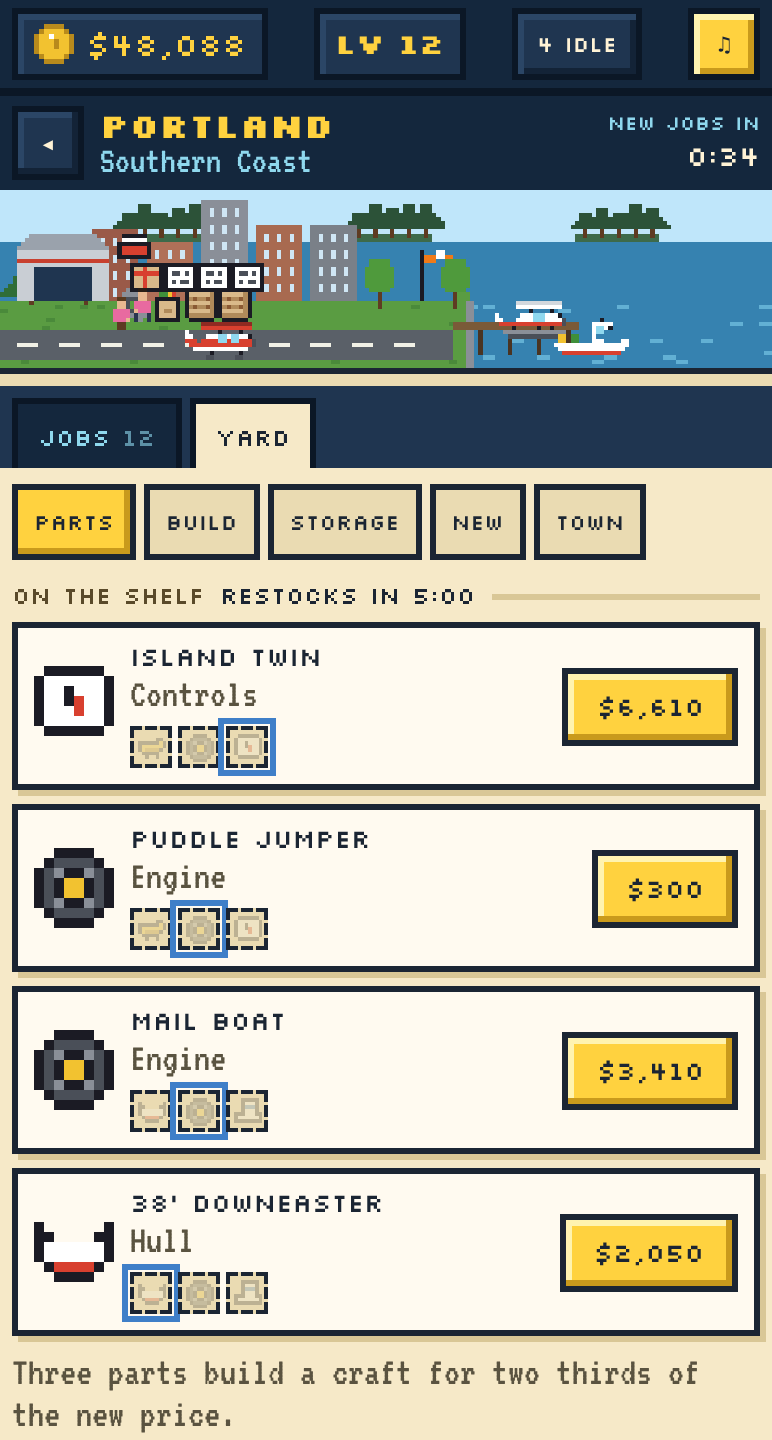 $48,088
LV 12
4 IDLE
PORTLAND
Southern Coast
NEW JOBS IN
0:34
JOBS 12
YARD
PARTS
BUILD
STORAGE
NEW
TOWN
ON THE SHELF RESTOCKS IN 5:00
ISLAND TWIN
Controls
$6,610
PUDDLE JUMPER
Engine
$300
MAIL BOAT
Engine
$3,410
38' DOWNEASTER
Hull
$2,050
Three parts build a craft for two thirds of
the new price.